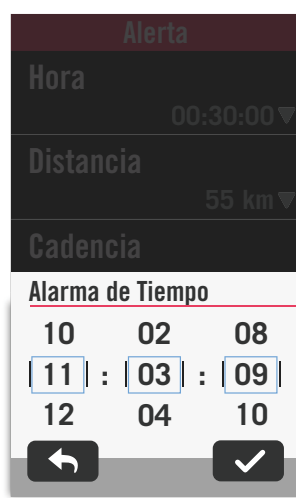 Alerta
Hora
00:30:00
Distancia
55 km
Cadencia
Alarma de Tiempo
10 02 08
11 : 03 : 09
12 04 10